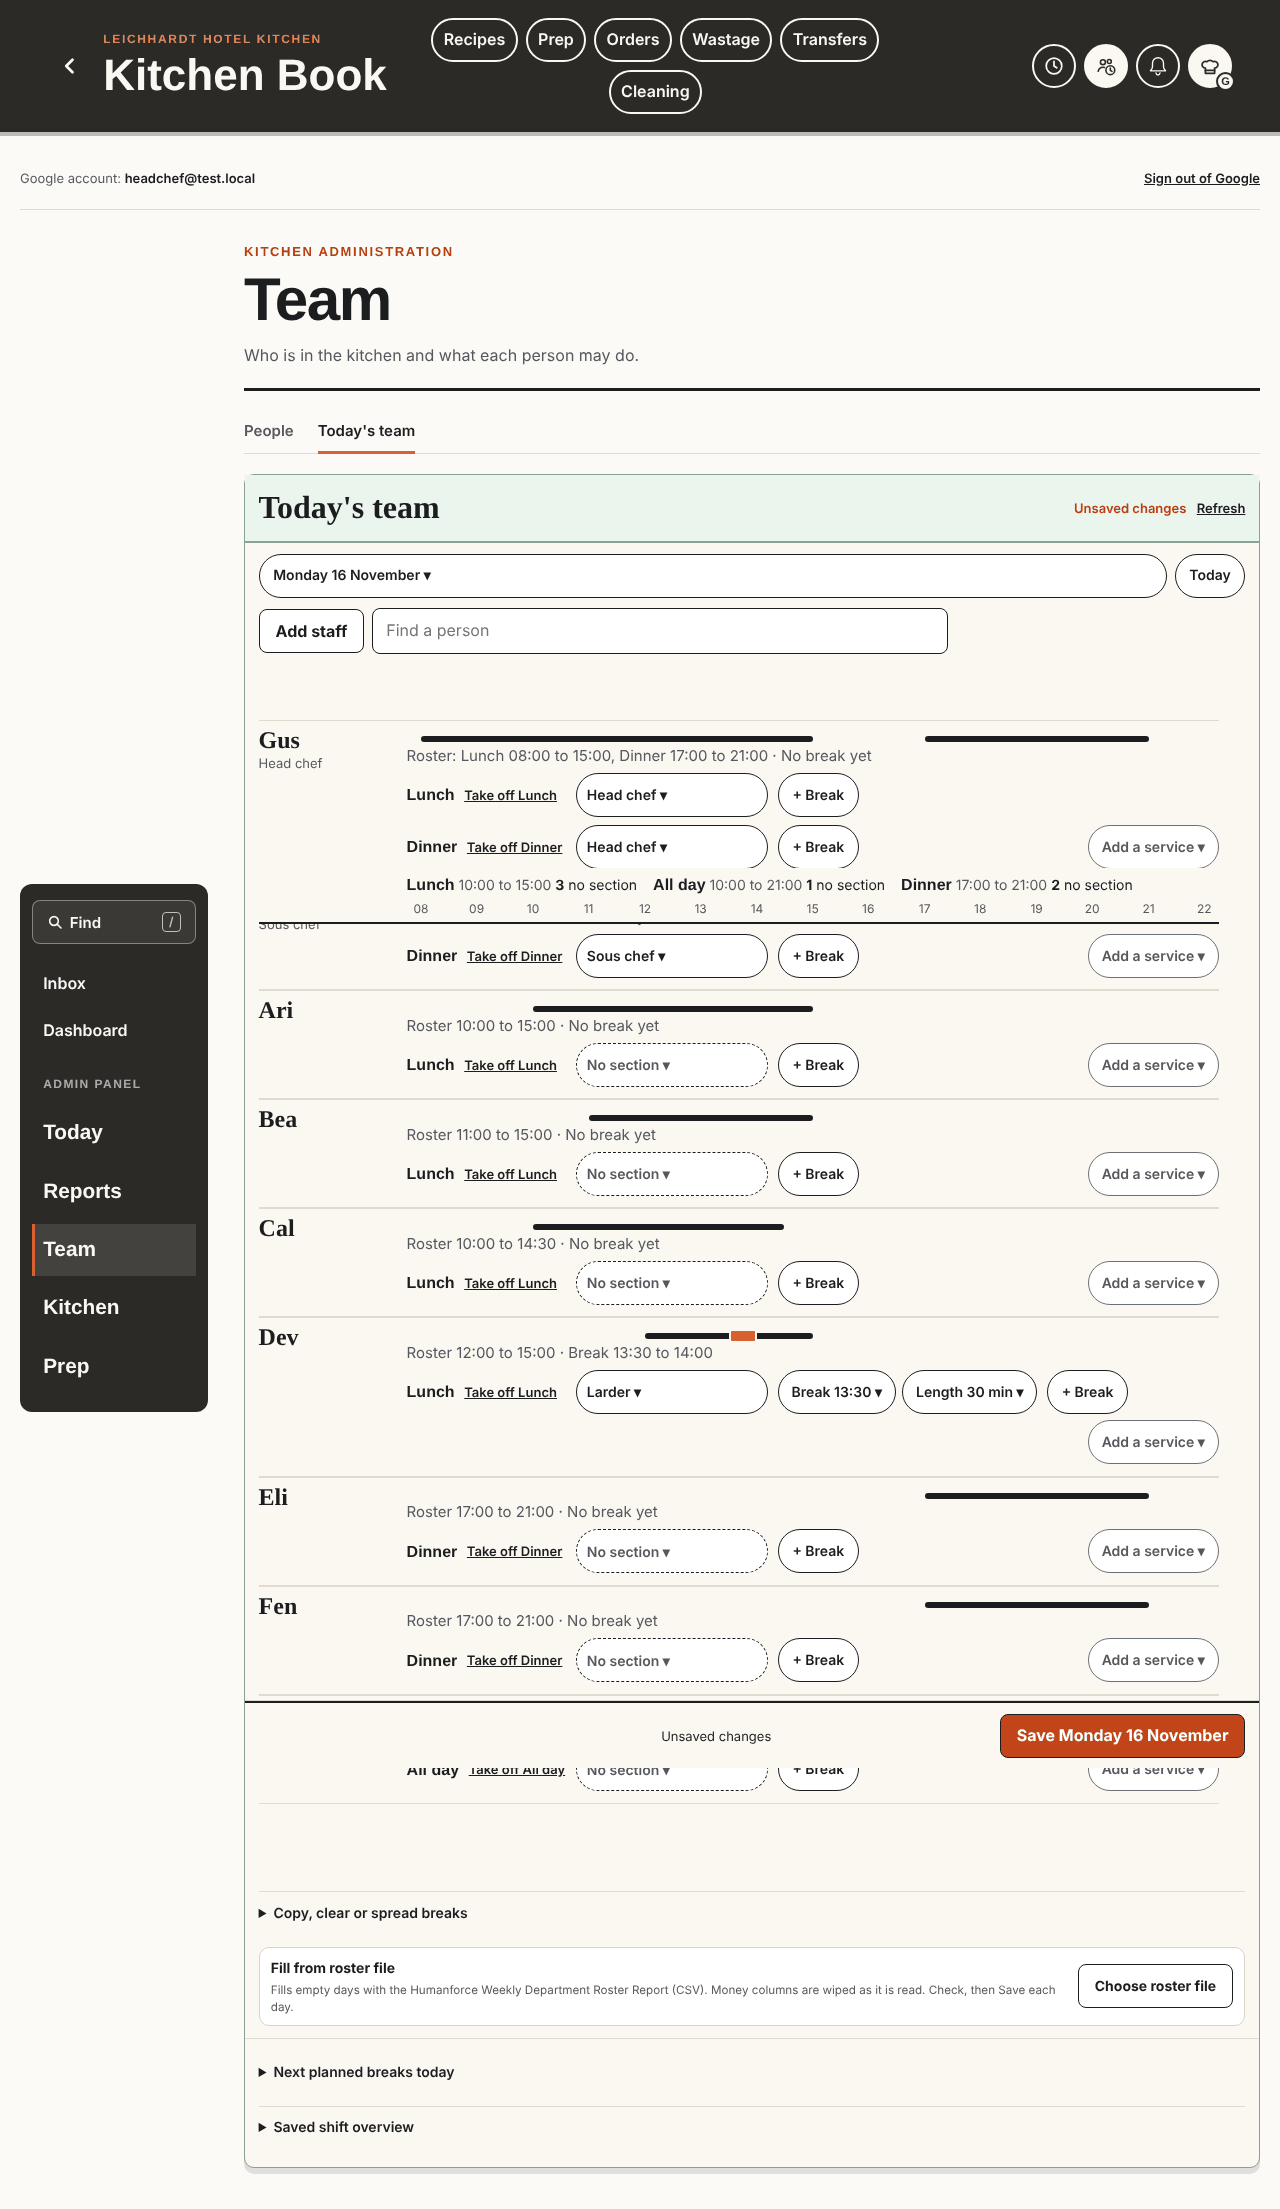 LEICHHARDT HOTEL KITCHEN
Kitchen Book
Recipes Prep Orders Wastage Transfers
Cleaning
G
Google account: headchef@test.local Sign out of Google
KITCHEN ADMINISTRATION
Team
Who is in the kitchen and what each person may do.
People Today's team
Today's team Unsaved changes Refresh
Monday 16 November ▾ Today
Add staff Find a person
Gus
Head chef
Roster: Lunch 08:00 to 15:00, Dinner 17:00 to 21:00 · No break yet
Lunch Take off Lunch Head chef ▾ + Break
Dinner Take off Dinner Head chef ▾ + Break Add a service ▾
Lunch 10:00 to 15:00 3 no section All day 10:00 to 21:00 1 no section Dinner 17:00 to 21:00 2 no section
08 09 10 11 12 13 14 15 16 17 18 19 20 21 22
Sous chef
Dinner Take off Dinner Sous chef ▾ + Break Add a service ▾
Ari
Roster 10:00 to 15:00 · No break yet
Lunch Take off Lunch No section ▾ + Break Add a service ▾
Bea
Roster 11:00 to 15:00 · No break yet
Lunch Take off Lunch No section ▾ + Break Add a service ▾
Cal
Roster 10:00 to 14:30 · No break yet
Lunch Take off Lunch No section ▾ + Break Add a service ▾
Dev
Roster 12:00 to 15:00 · Break 13:30 to 14:00
Lunch Take off Lunch Larder ▾ Break 13:30 ▾ Length 30 min ▾ + Break
Add a service ▾
Eli
Roster 17:00 to 21:00 · No break yet
Dinner Take off Dinner No section ▾ + Break Add a service ▾
Fen
Roster 17:00 to 21:00 · No break yet
Dinner Take off Dinner No section ▾ + Break Add a service ▾
Unsaved changes Save Monday 16 November
All day Take off All day No section ▾ + Break Add a service ▾
Copy, clear or spread breaks
Fill from roster file
Fills empty days with the Humanforce Weekly Department Roster Report (CSV). Money columns are wiped as it is read. Check, then Save each
day.
Choose roster file
Next planned breaks today
Saved shift overview
Find /
Inbox
Dashboard
ADMIN PANEL
Today
Reports
Team
Kitchen
Prep